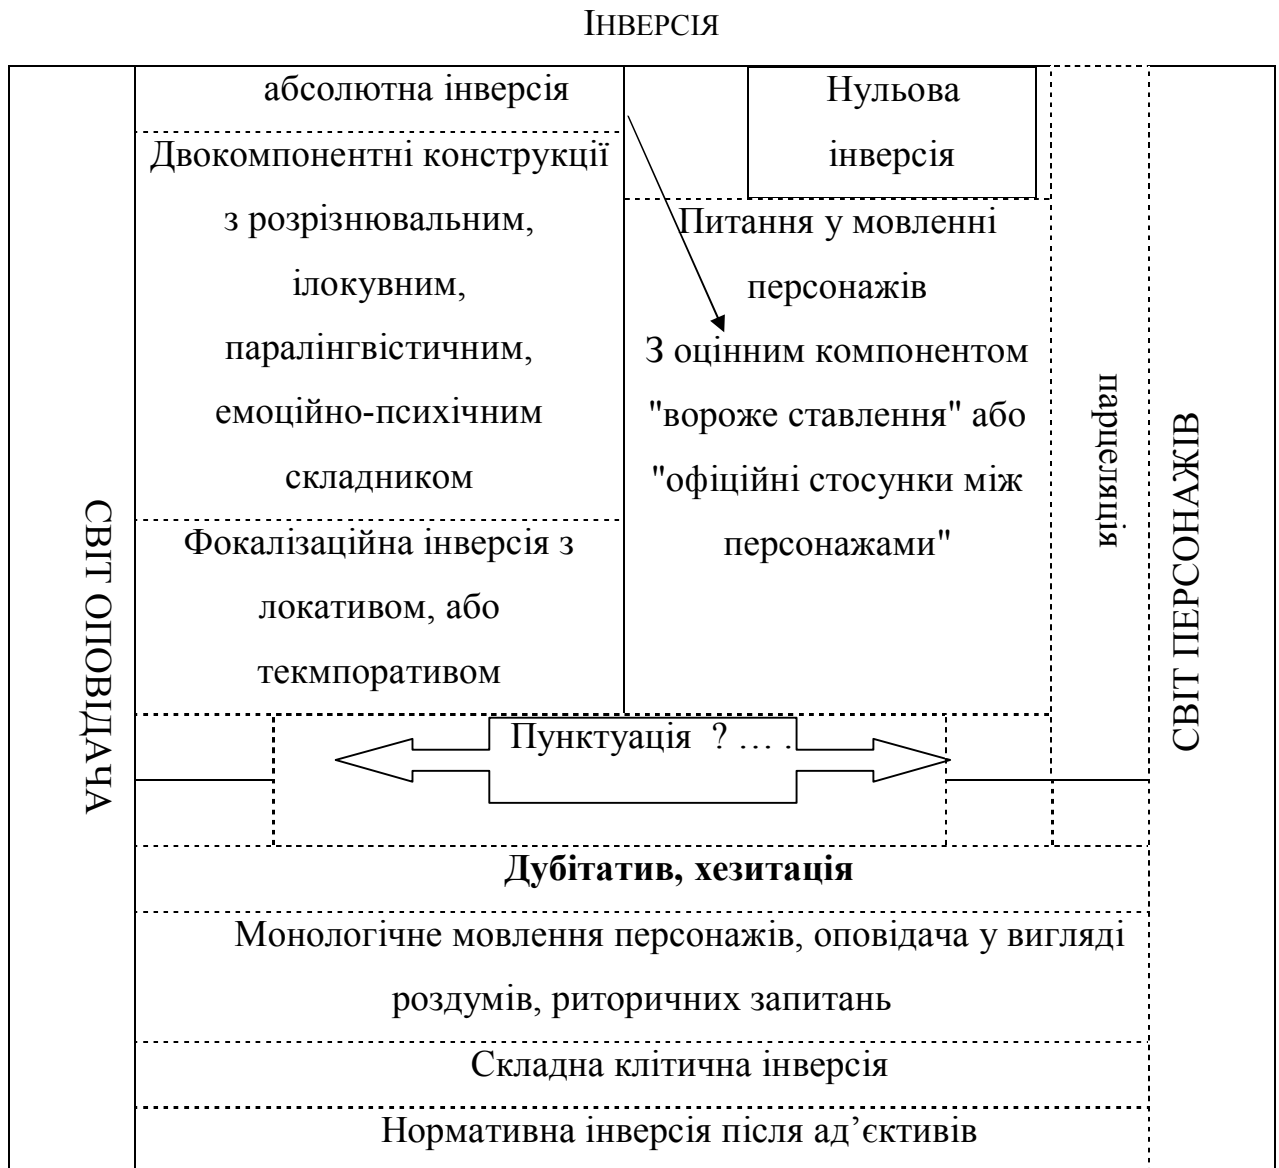 ІНВЕРСІЯ
абсолютна інверсія
Двокомпонентні конструкції
з розрізнювальним,
ілокувним,
паралінгвістичним,
емоційно-психічним
складником
Фокалізаційна інверсія з
локативом, або
текмпоративом
Нульова
інверсія
Питання у мовленні
персонажів
З оцінним компонентом
"вороже ставлення" або
"офіційні стосунки між
персонажами"
парцеляція
СВІТ ОПОВІДАЧА
СВІТ ПЕРСОНАЖІВ
Пунктуація ? … .
Дубітатив, хезитація
Монологічне мовлення персонажів, оповідача у вигляді
роздумів, риторичних запитань
Складна клітична інверсія
Нормативна інверсія після ад’єктивів